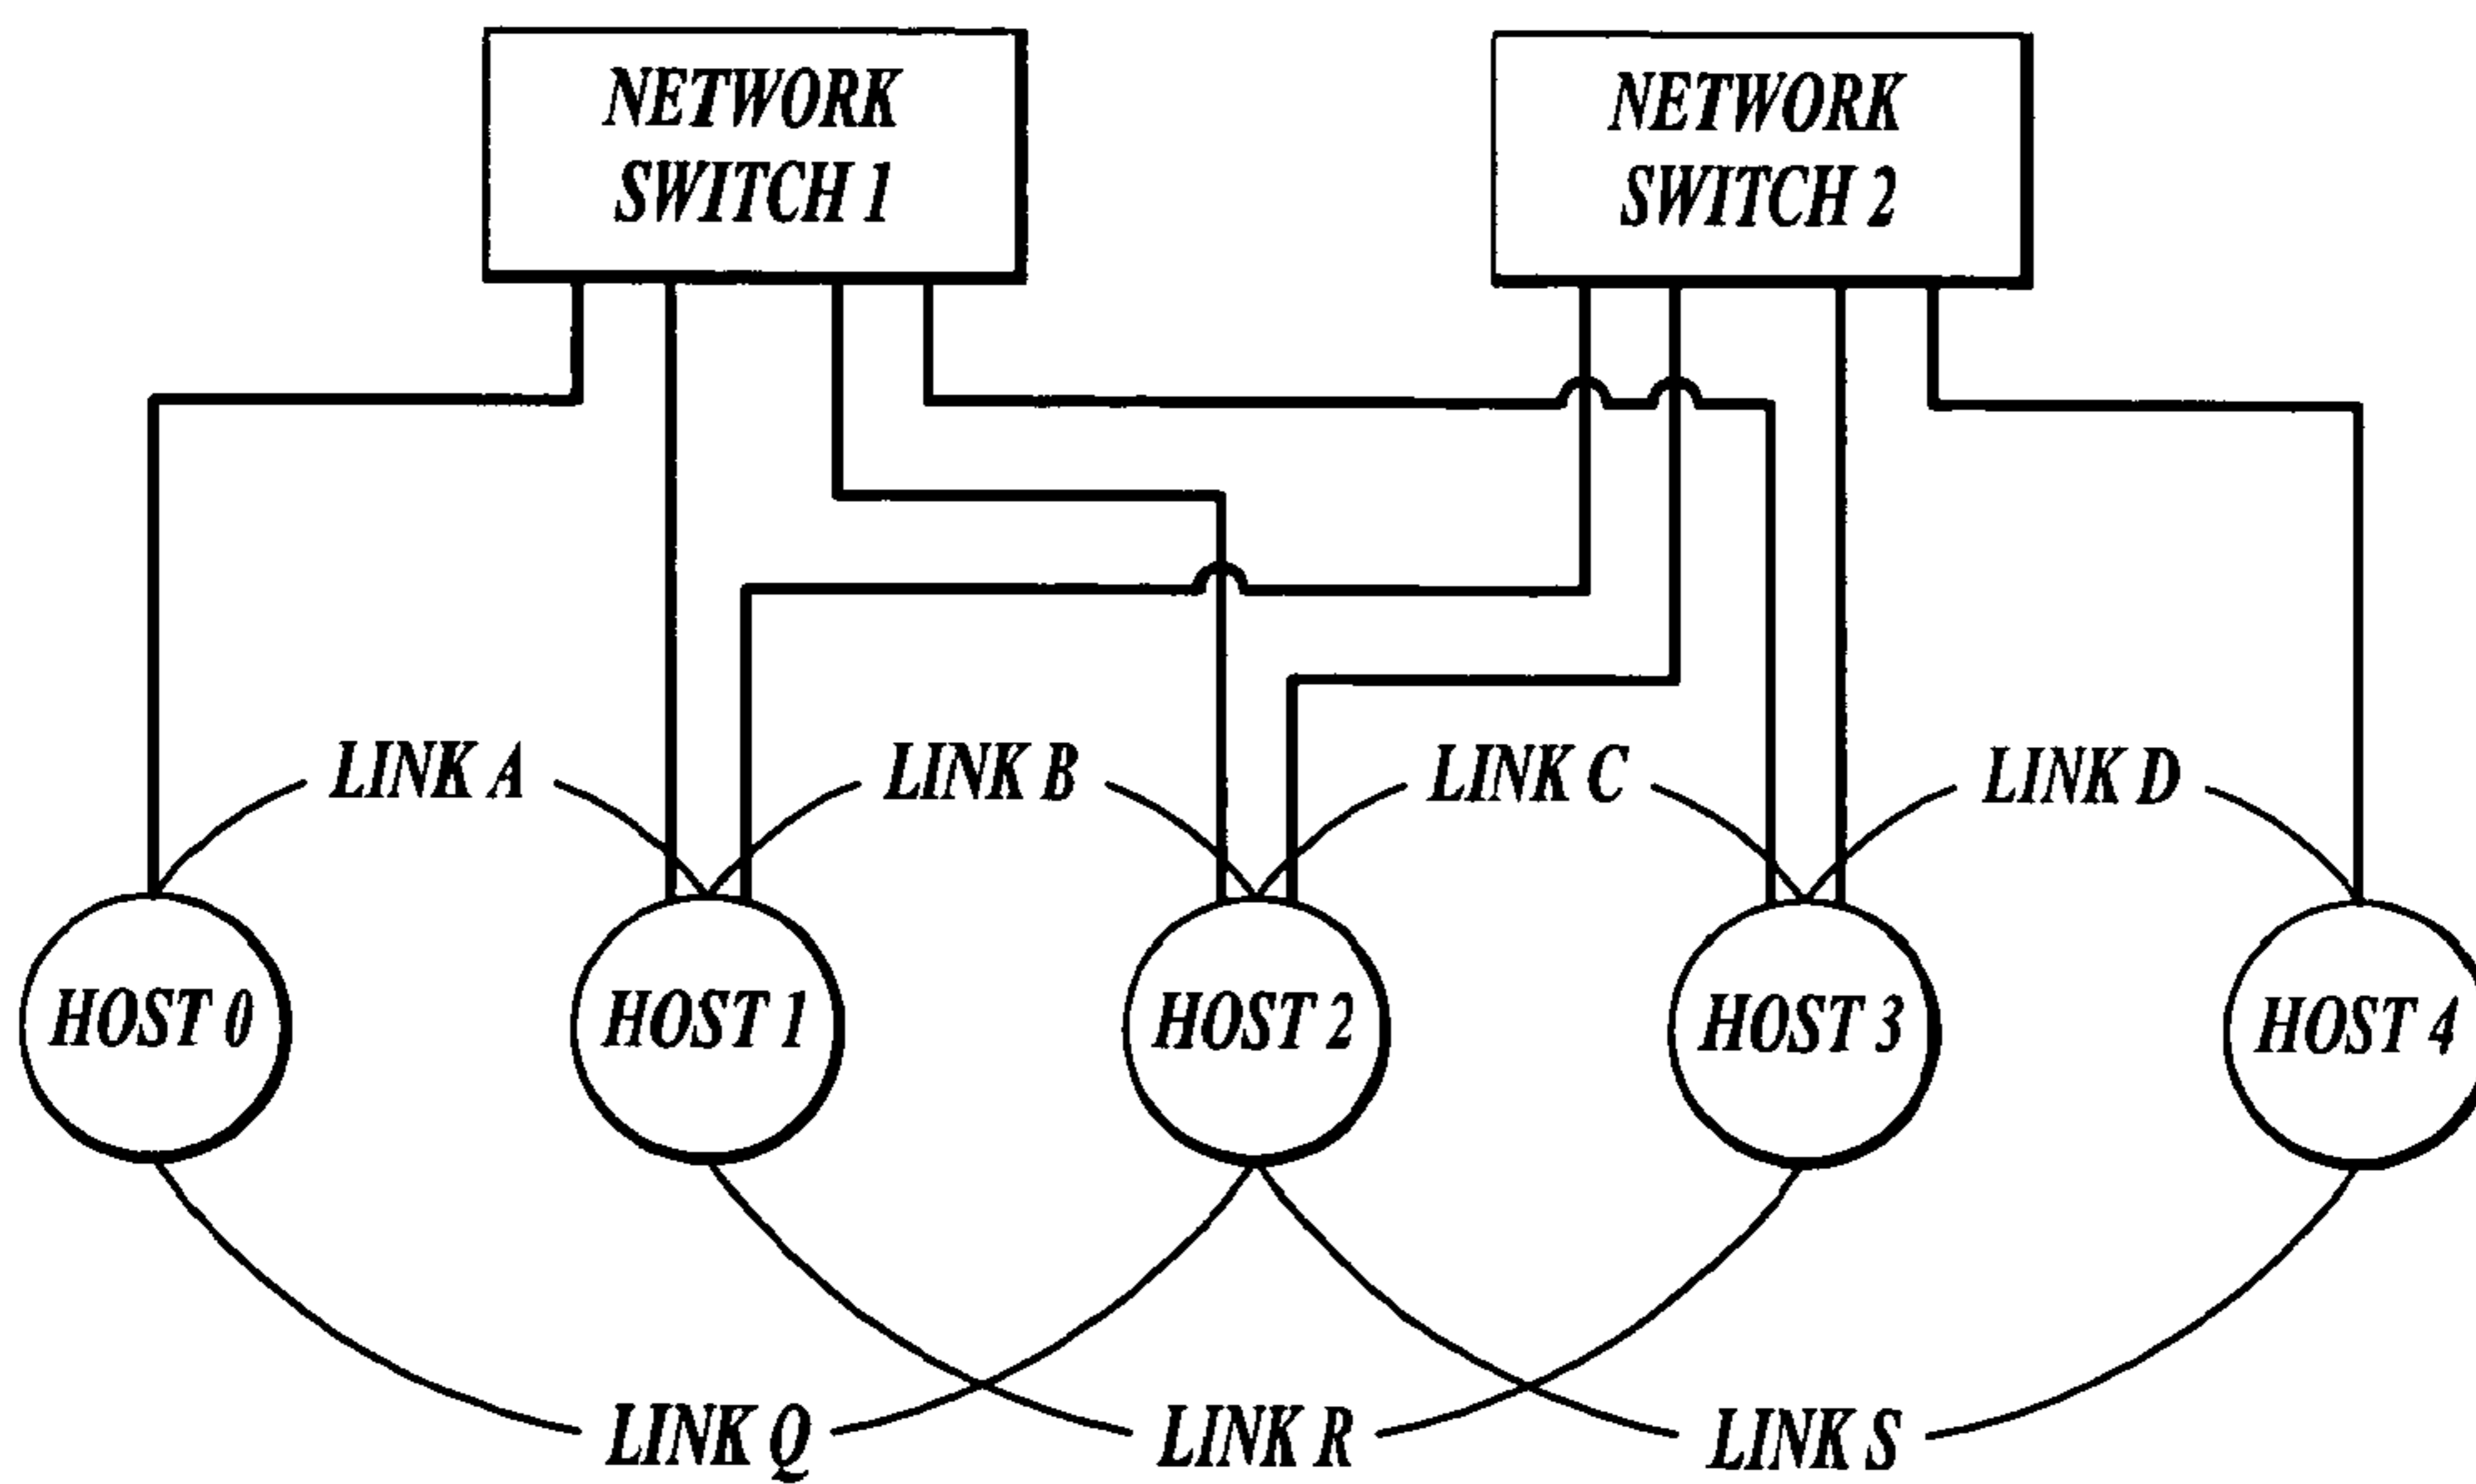 NETWORK
SWITCH 1
NETWORK
SWITCH 2
LINK A
LINK B
LINK C
LINK D
HOST 0
HOST 1
HOST 2
HOST 3
HOST 4
LINK Q
LINK R
LINK S